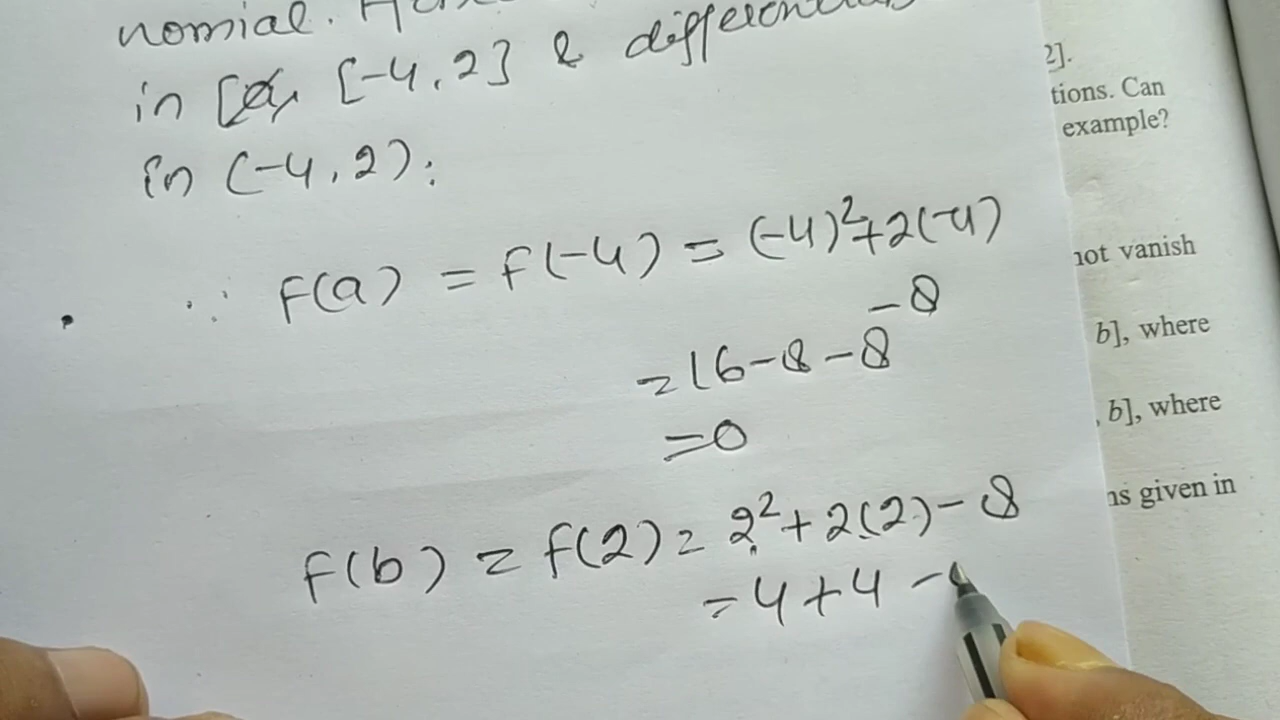 nomial.
in [-4, 2] &
in (-4, 2).
∵ f(a) = f(-4) = (-4)²+2(-4)
-8
=16-8-8
=0
f(b) = f(2) = 2²+2(2)-8
=4+4-
2].
tions. Can
example?
not vanish
b], where
, b], where
ns given in